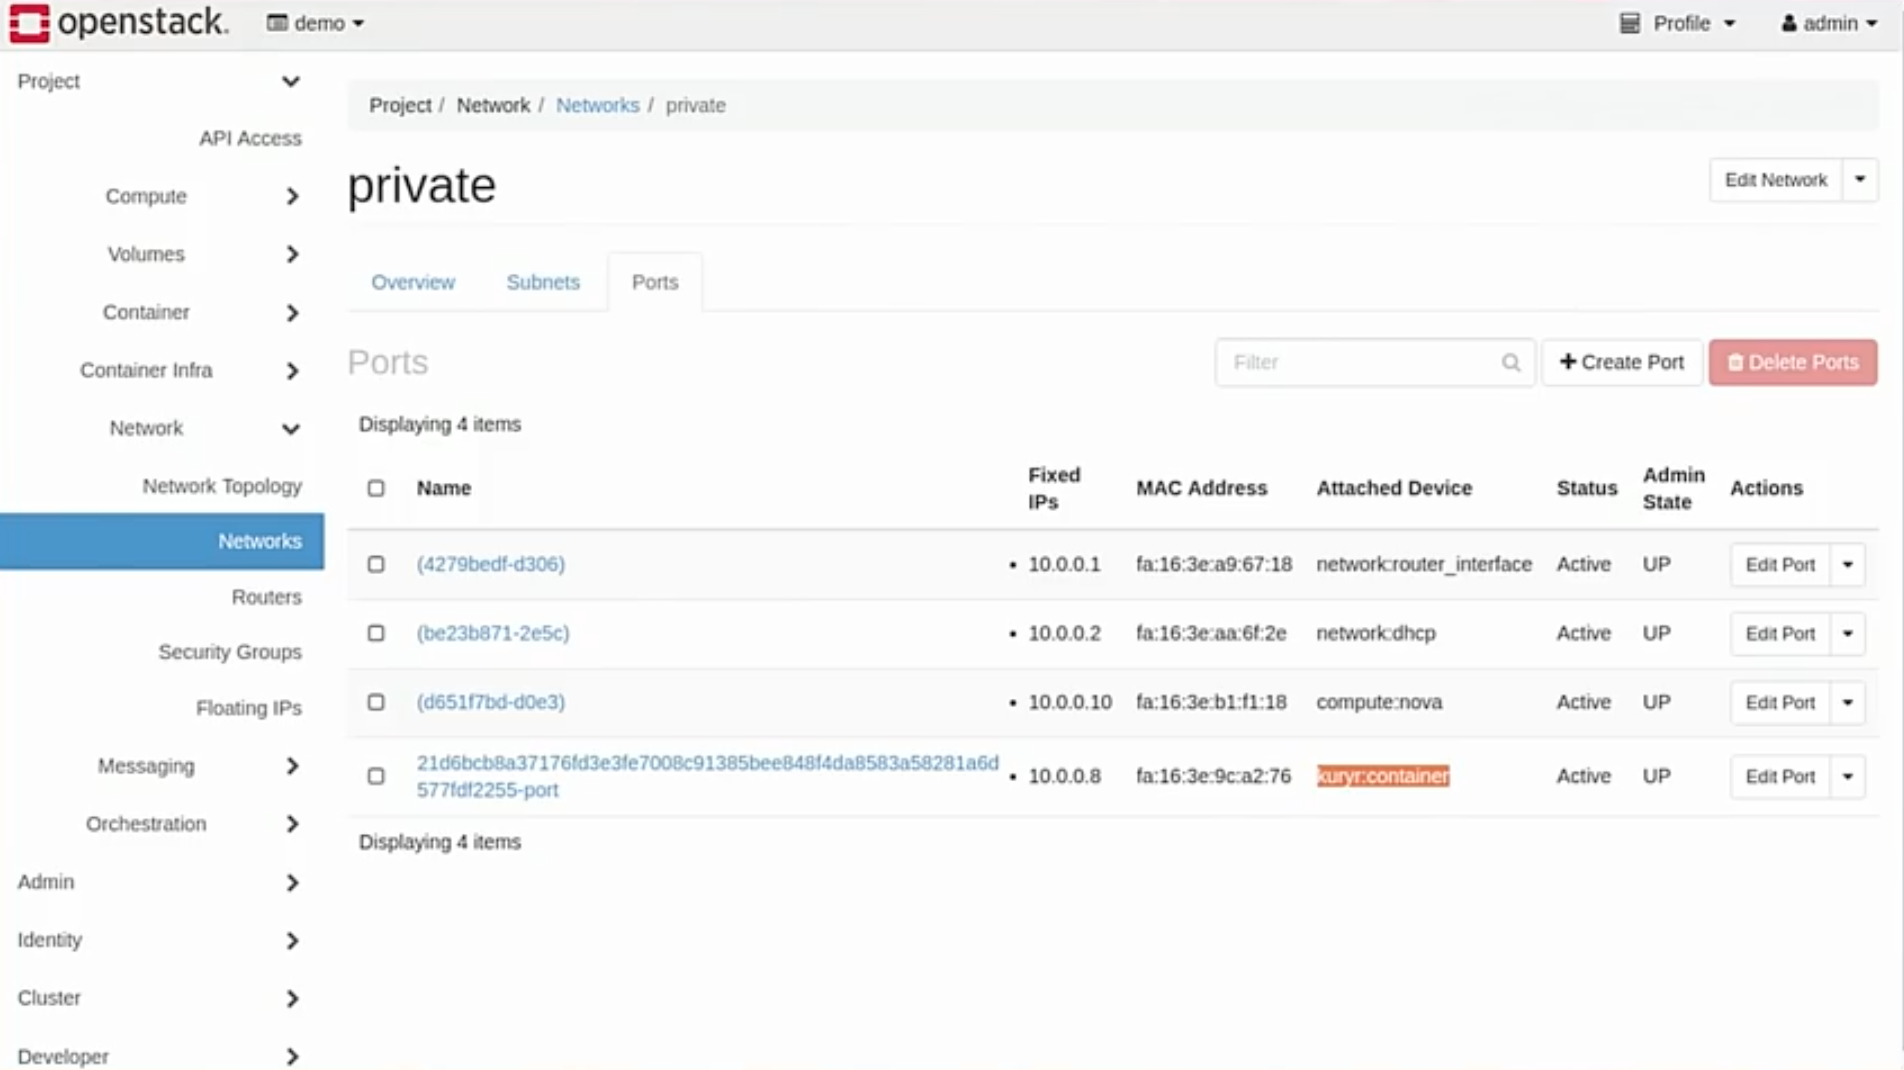 openstack. demo Profile admin
Project
API Access
Compute
Volumes
Container
Container Infra
Network
Network Topology
Networks
Routers
Security Groups
Floating IPs
Messaging
Orchestration
Admin
Identity
Cluster
Developer
Project / Network / Networks / private
private
Edit Network
Overview Subnets Ports
Ports
Filter + Create Port Delete Ports
Displaying 4 items
Name Fixed IPs MAC Address Attached Device Status Admin State Actions
(4279bedf-d306) • 10.0.0.1 fa:16:3e:a9:67:18 network:router_interface Active UP Edit Port
(be23b871-2e5c) • 10.0.0.2 fa:16:3e:aa:6f:2e network:dhcp Active UP Edit Port
(d651f7bd-d0e3) • 10.0.0.10 fa:16:3e:b1:f1:18 compute:nova Active UP Edit Port
21d6bcb8a37176fd3e3fe7008c91385bee848f4da8583a58281a6d • 10.0.0.8 fa:16:3e:9c:a2:76 kuryr:container Active UP Edit Port
577fdf2255-port
Displaying 4 items